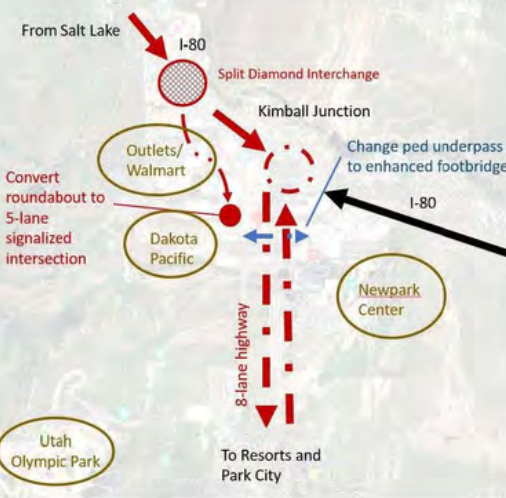 From Salt Lake
I-80
Split Diamond Interchange
Kimball Junction
Outlets/
Walmart
Change ped underpass
to enhanced footbridge
Convert
roundabout to
5-lane
signalized
intersection
I-80
Dakota
Pacific
Newpark
Center
8-lane highway
Utah
Olympic Park
To Resorts and
Park City